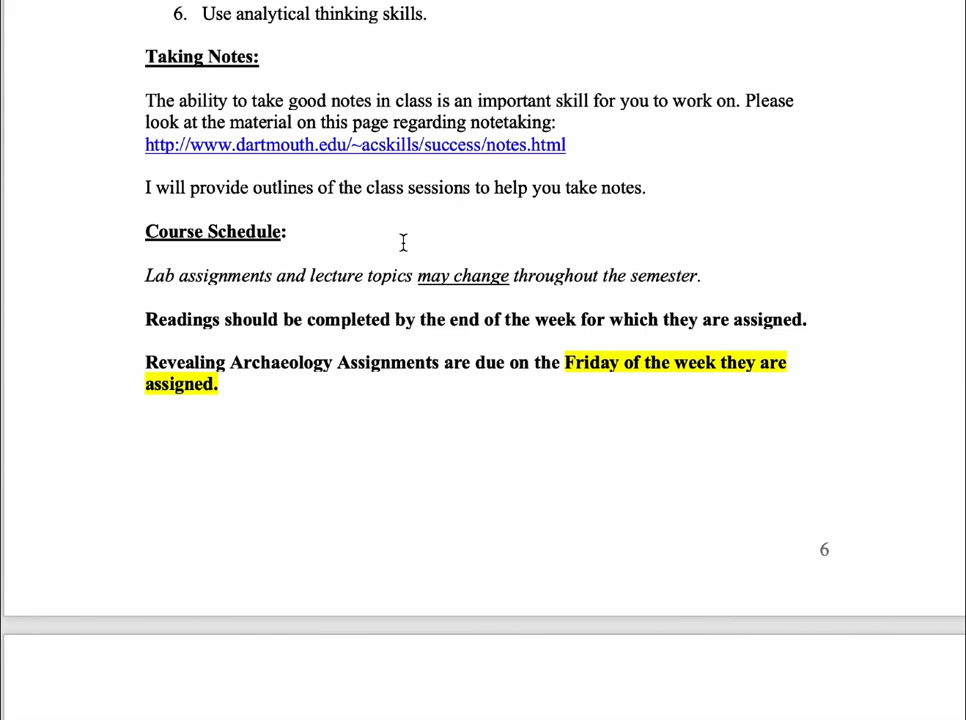 6. Use analytical thinking skills.
Taking Notes:
The ability to take good notes in class is an important skill for you to work on. Please
look at the material on this page regarding notetaking:
http://www.dartmouth.edu/~acskills/success/notes.html
I will provide outlines of the class sessions to help you take notes.
Course Schedule:
Lab assignments and lecture topics may change throughout the semester.
Readings should be completed by the end of the week for which they are assigned.
Revealing Archaeology Assignments are due on the Friday of the week they are
assigned.
6